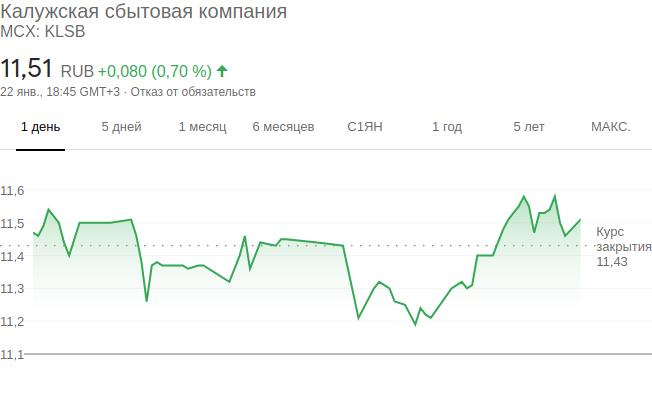 Калужская сбытовая компания
MCX: KLSB
11,51 RUB +0,080 (0,70 %)
22 янв., 18:45 GMT+3 · Отказ от обязательств
1 день 5 дней 1 месяц 6 месяцев С1ЯН 1 год 5 лет МАКС.
11,6
11,5
Курс
закрытия
11,43
11,4
11,3
11,2
11,1